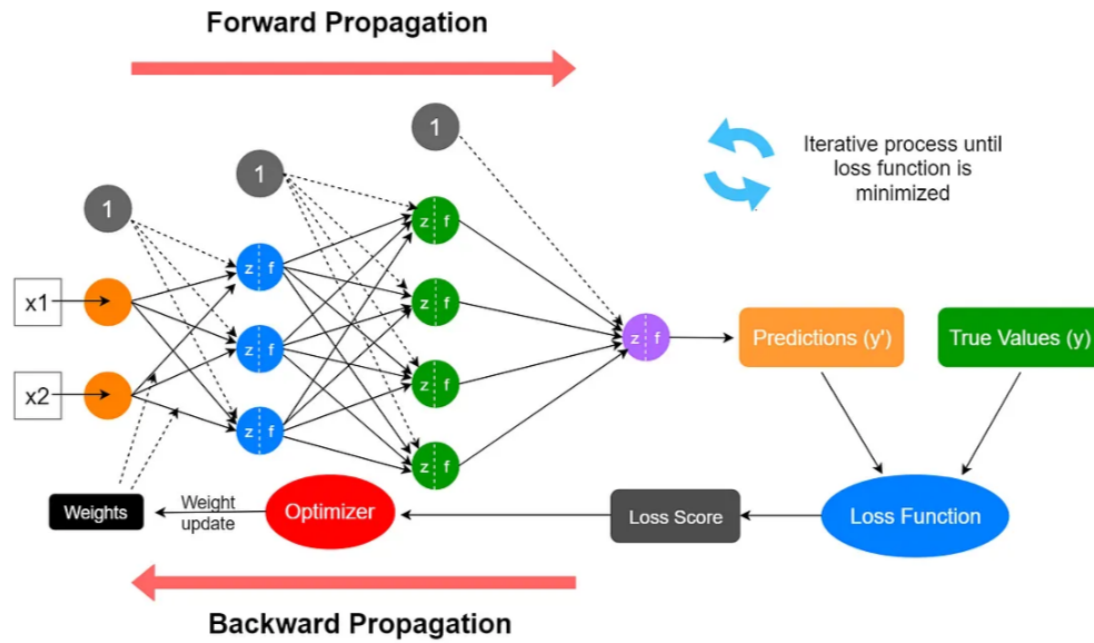 Forward Propagation
1
1
1
Iterative process until
loss function is
minimized
z f
z f
x1
z f
z f
z f
Predictions (y')
True Values (y)
x2
z f
z f
z f
Weights
Weight
update
Optimizer
Loss Score
Loss Function
Backward Propagation